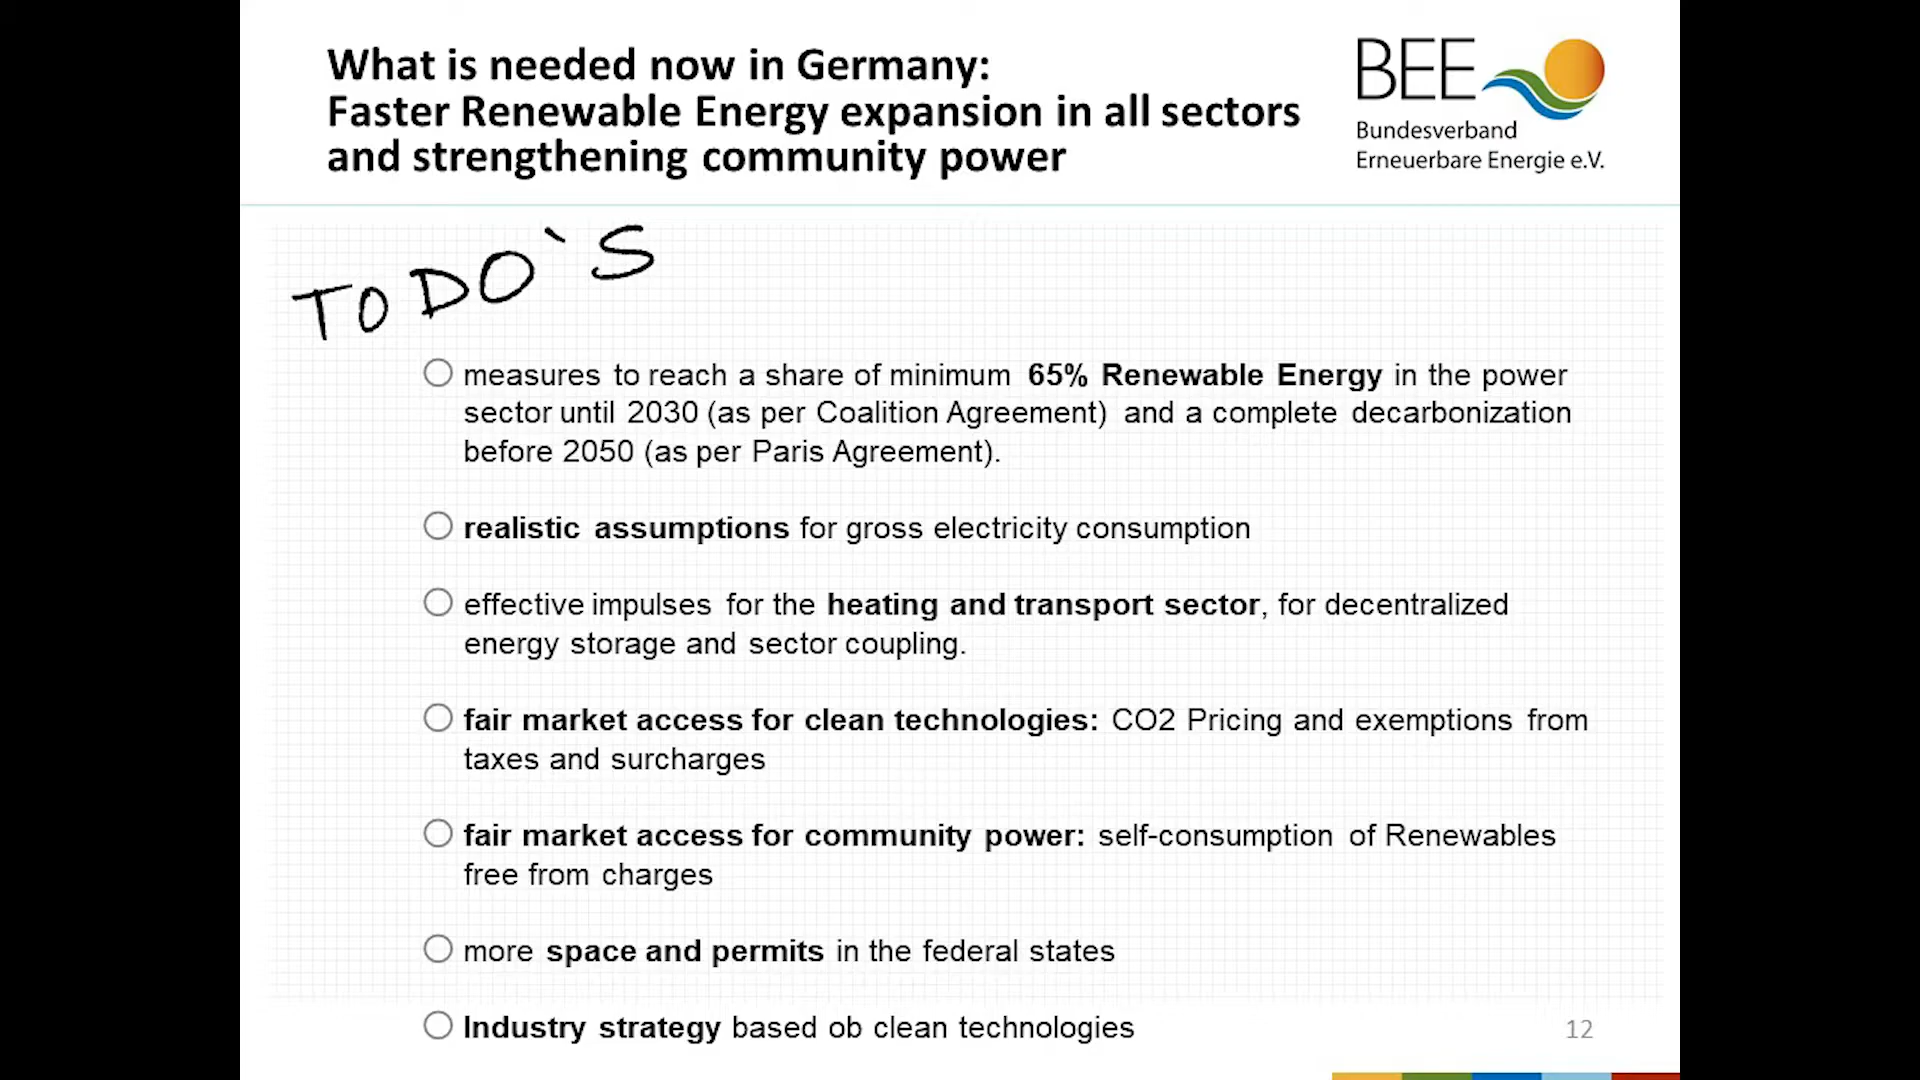 What is needed now in Germany:
Faster Renewable Energy expansion in all sectors
and strengthening community power
BEE
Bundesverband
Erneuerbare Energie e.V.
TO DO`S
measures to reach a share of minimum 65% Renewable Energy in the power
sector until 2030 (as per Coalition Agreement) and a complete decarbonization
before 2050 (as per Paris Agreement).
realistic assumptions for gross electricity consumption
effective impulses for the heating and transport sector, for decentralized
energy storage and sector coupling.
fair market access for clean technologies: CO2 Pricing and exemptions from
taxes and surcharges
fair market access for community power: self-consumption of Renewables
free from charges
more space and permits in the federal states
Industry strategy based ob clean technologies
12